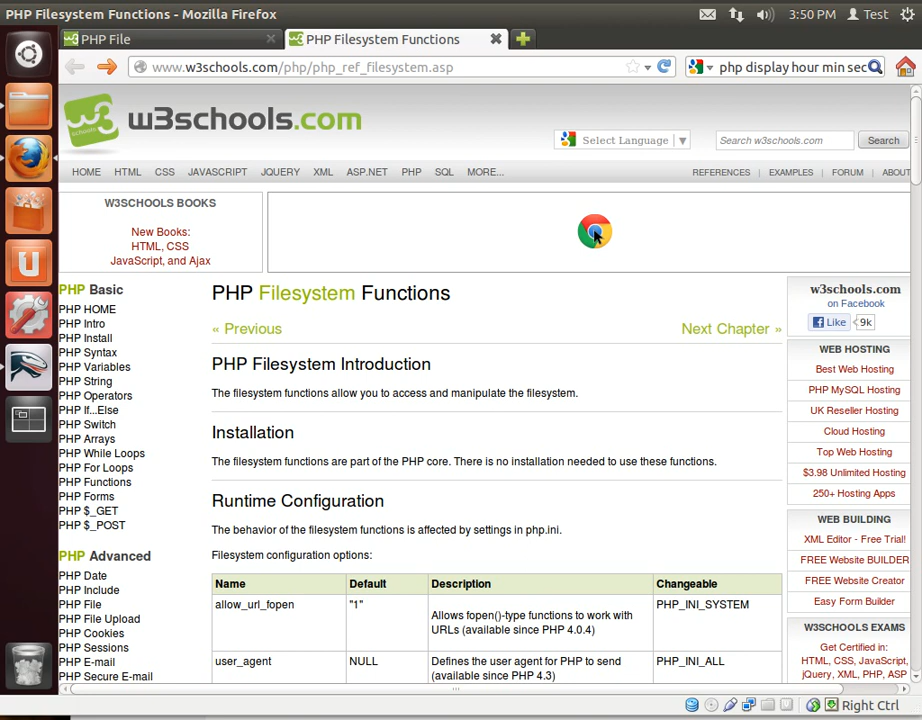 PHP Filesystem Functions - Mozilla Firefox
3:50 PM Test
PHP File
PHP Filesystem Functions
www.w3schools.com/php/php_ref_filesystem.asp
php display hour min sec
w3schools.com
Select Language
Search w3schools.com
Search
HOME HTML CSS JAVASCRIPT JQUERY XML ASP.NET PHP SQL MORE...
REFERENCES EXAMPLES FORUM ABOUT
W3SCHOOLS BOOKS
New Books:
HTML, CSS
JavaScript, and Ajax
PHP Basic
PHP HOME
PHP Intro
PHP Install
PHP Syntax
PHP Variables
PHP String
PHP Operators
PHP If...Else
PHP Switch
PHP Arrays
PHP While Loops
PHP For Loops
PHP Functions
PHP Forms
PHP $_GET
PHP $_POST
PHP Advanced
PHP Date
PHP Include
PHP File
PHP File Upload
PHP Cookies
PHP Sessions
PHP E-mail
PHP Secure E-mail
PHP Filesystem Functions
« Previous
Next Chapter »
PHP Filesystem Introduction
The filesystem functions allow you to access and manipulate the filesystem.
Installation
The filesystem functions are part of the PHP core. There is no installation needed to use these functions.
Runtime Configuration
The behavior of the filesystem functions is affected by settings in php.ini.
Filesystem configuration options:
Name Default Description Changeable
allow_url_fopen "1" Allows fopen()-type functions to work with PHP_INI_SYSTEM
URLs (available since PHP 4.0.4)
user_agent NULL Defines the user agent for PHP to send PHP_INI_ALL
(available since PHP 4.3)
w3schools.com
on Facebook
Like 9k
WEB HOSTING
Best Web Hosting
PHP MySQL Hosting
UK Reseller Hosting
Cloud Hosting
Top Web Hosting
$3.98 Unlimited Hosting
250+ Hosting Apps
WEB BUILDING
XML Editor - Free Trial!
FREE Website BUILDER
FREE Website Creator
Easy Form Builder
W3SCHOOLS EXAMS
Get Certified in:
HTML, CSS, JavaScript,
jQuery, XML, PHP, ASP
Right Ctrl